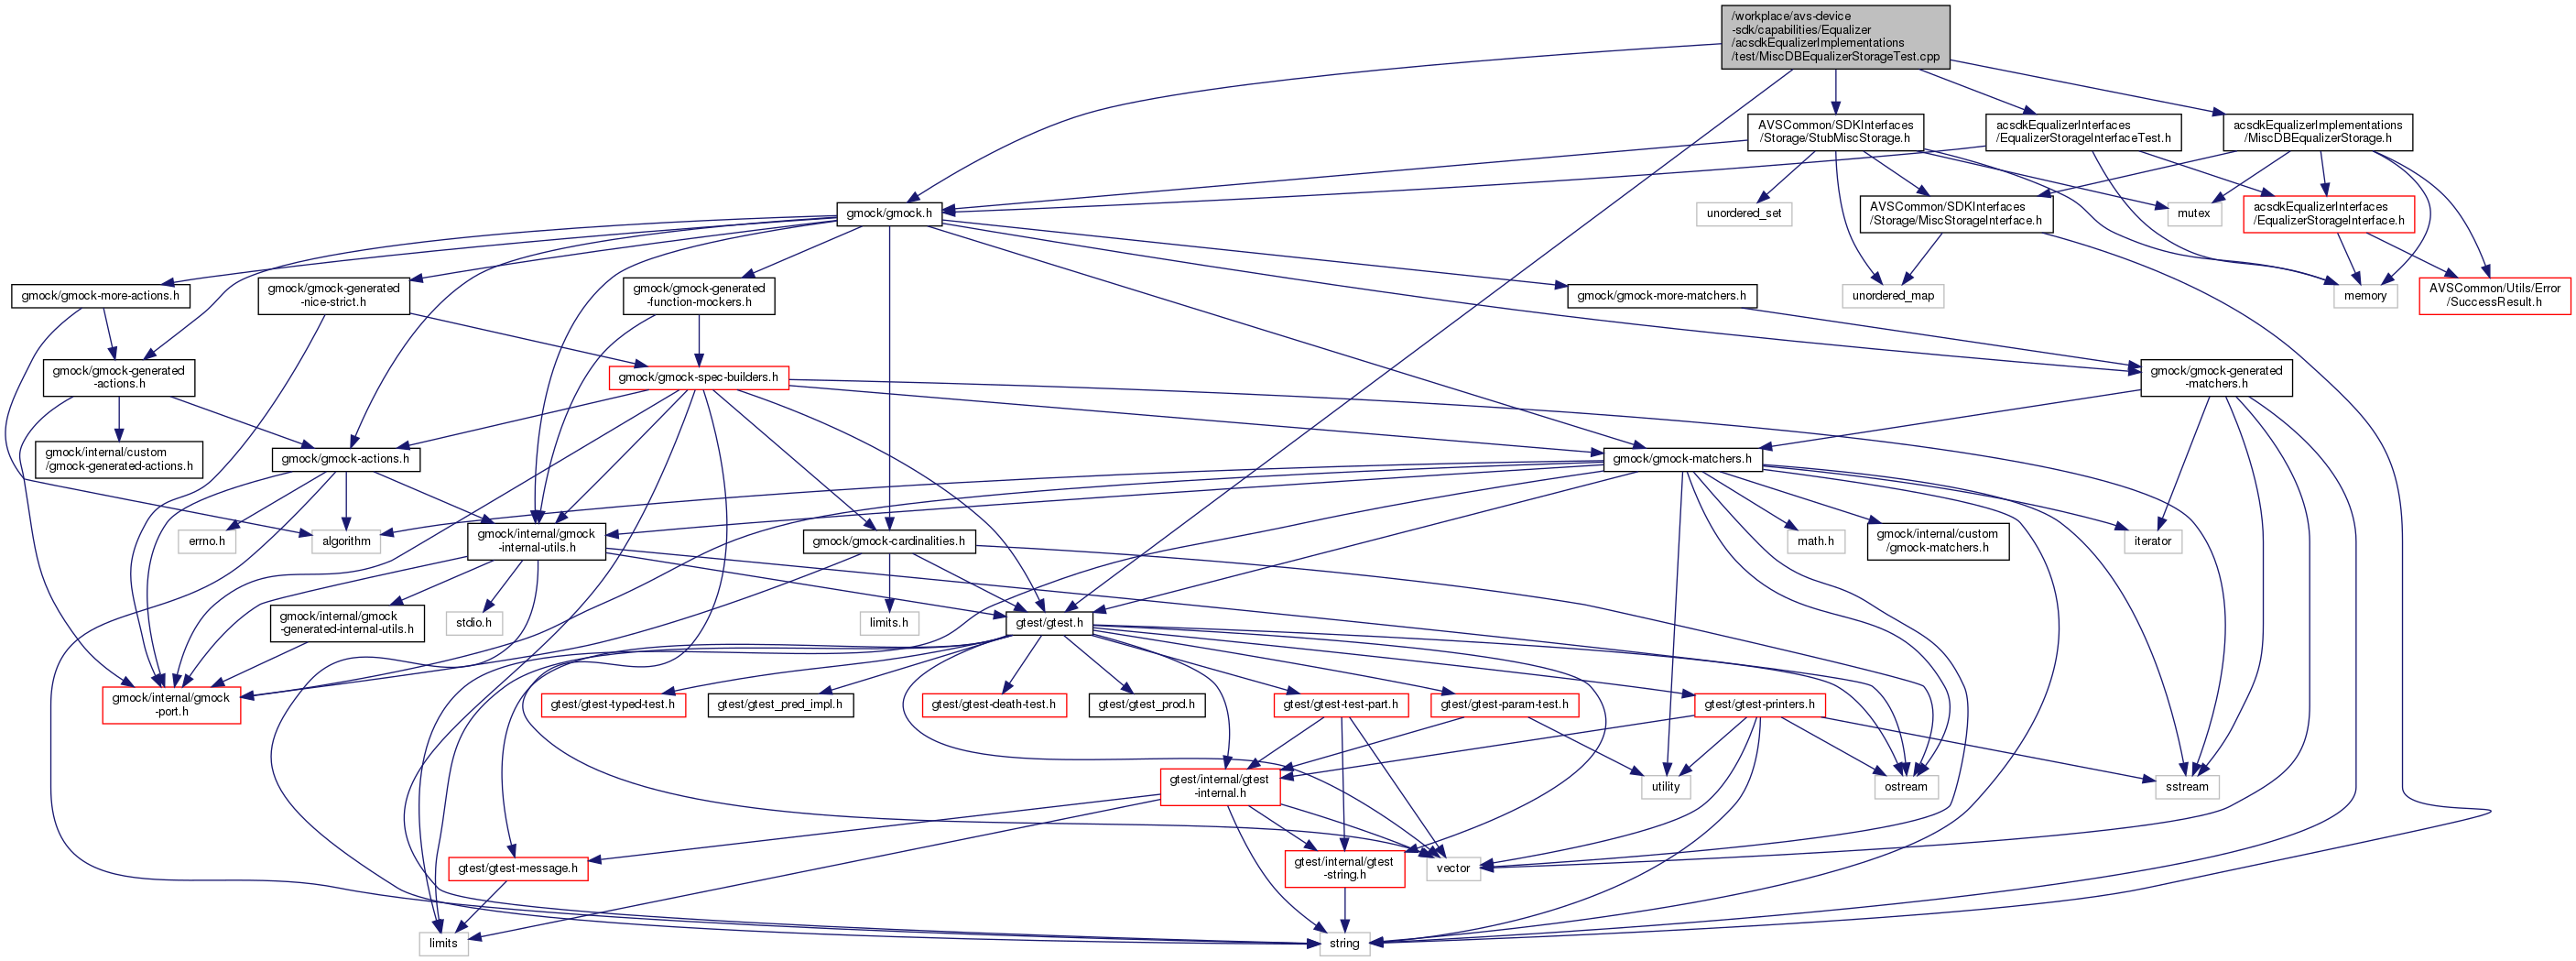 /workplace/avs-device
-sdk/capabilities/Equalizer
/acsdkEqualizerImplementations
/test/MiscDBEqualizerStorageTest.cpp
AVSCommon/SDKInterfaces
/Storage/StubMiscStorage.h
acsdkEqualizerInterfaces
/EqualizerStorageInterfaceTest.h
acsdkEqualizerImplementations
/MiscDBEqualizerStorage.h
gmock/gmock.h
unordered_set
AVSCommon/SDKInterfaces
/Storage/MiscStorageInterface.h
mutex
acsdkEqualizerInterfaces
/EqualizerStorageInterface.h
gmock/gmock-more-actions.h
gmock/gmock-generated
-nice-strict.h
gmock/gmock-generated
-function-mockers.h
gmock/gmock-more-matchers.h
unordered_map
memory
AVSCommon/Utils/Error
/SuccessResult.h
gmock/gmock-generated
-actions.h
gmock/gmock-spec-builders.h
gmock/gmock-generated
-matchers.h
gmock/internal/custom
/gmock-generated-actions.h
gmock/gmock-actions.h
gmock/gmock-matchers.h
errno.h
algorithm
gmock/internal/gmock
-internal-utils.h
gmock/gmock-cardinalities.h
math.h
gmock/internal/custom
/gmock-matchers.h
iterator
gmock/internal/gmock
-generated-internal-utils.h
stdio.h
limits.h
gtest/gtest.h
gmock/internal/gmock
-port.h
gtest/gtest-typed-test.h
gtest/gtest_pred_impl.h
gtest/gtest-death-test.h
gtest/gtest_prod.h
gtest/gtest-test-part.h
gtest/gtest-param-test.h
gtest/gtest-printers.h
gtest/internal/gtest
-internal.h
utility
ostream
sstream
gtest/gtest-message.h
gtest/internal/gtest
-string.h
vector
limits
string